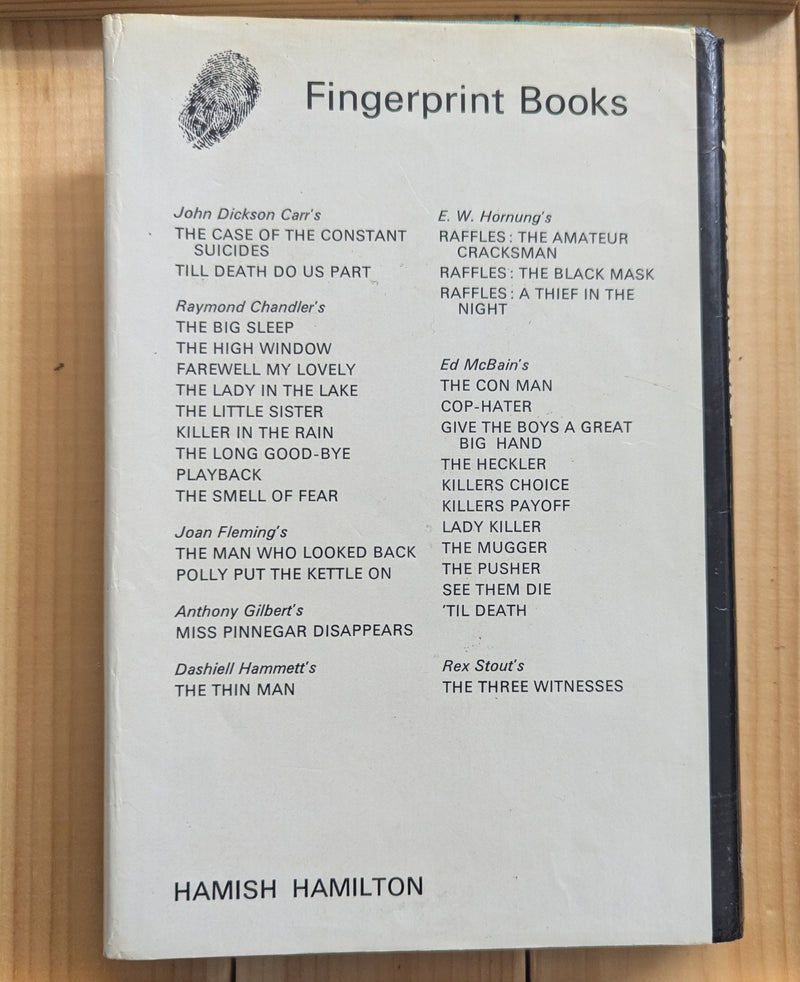 Fingerprint Books
John Dickson Carr's
THE CASE OF THE CONSTANT
SUICIDES
TILL DEATH DO US PART
Raymond Chandler's
THE BIG SLEEP
THE HIGH WINDOW
FAREWELL MY LOVELY
THE LADY IN THE LAKE
THE LITTLE SISTER
KILLER IN THE RAIN
THE LONG GOOD-BYE
PLAYBACK
THE SMELL OF FEAR
Joan Fleming's
THE MAN WHO LOOKED BACK
POLLY PUT THE KETTLE ON
Anthony Gilbert's
MISS PINNEGAR DISAPPEARS
Dashiell Hammett's
THE THIN MAN
E. W. Hornung's
RAFFLES: THE AMATEUR
CRACKSMAN
RAFFLES: THE BLACK MASK
RAFFLES: A THIEF IN THE
NIGHT
Ed McBain's
THE CON MAN
COP-HATER
GIVE THE BOYS A GREAT
BIG HAND
THE HECKLER
KILLERS CHOICE
KILLERS PAYOFF
LADY KILLER
THE MUGGER
THE PUSHER
SEE THEM DIE
'TIL DEATH
Rex Stout's
THE THREE WITNESSES
HAMISH HAMILTON